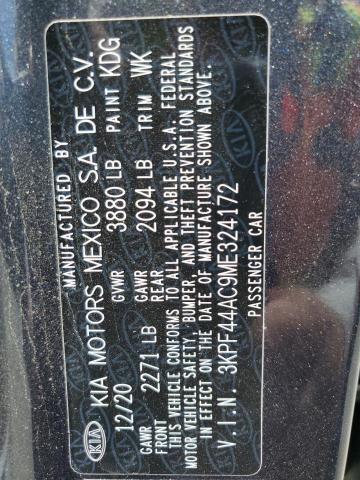 MANUFACTURED BY
KIA KIA MOTORS MEXICO S.A. DE C.V.
12/20 GVWR 3880 LB PAINT KDG
GAWR FRONT 2271 LB GAWR REAR 2094 LB TRIM WK
THIS VEHICLE CONFORMS TO ALL APPLICABLE U.S.A. FEDERAL
MOTOR VEHICLE SAFETY, BUMPER, AND THEFT PREVENTION STANDARDS
IN EFFECT ON THE DATE OF MANUFACTURE SHOWN ABOVE.
V.I.N. 3KPF44AC9ME324172
PASSENGER CAR